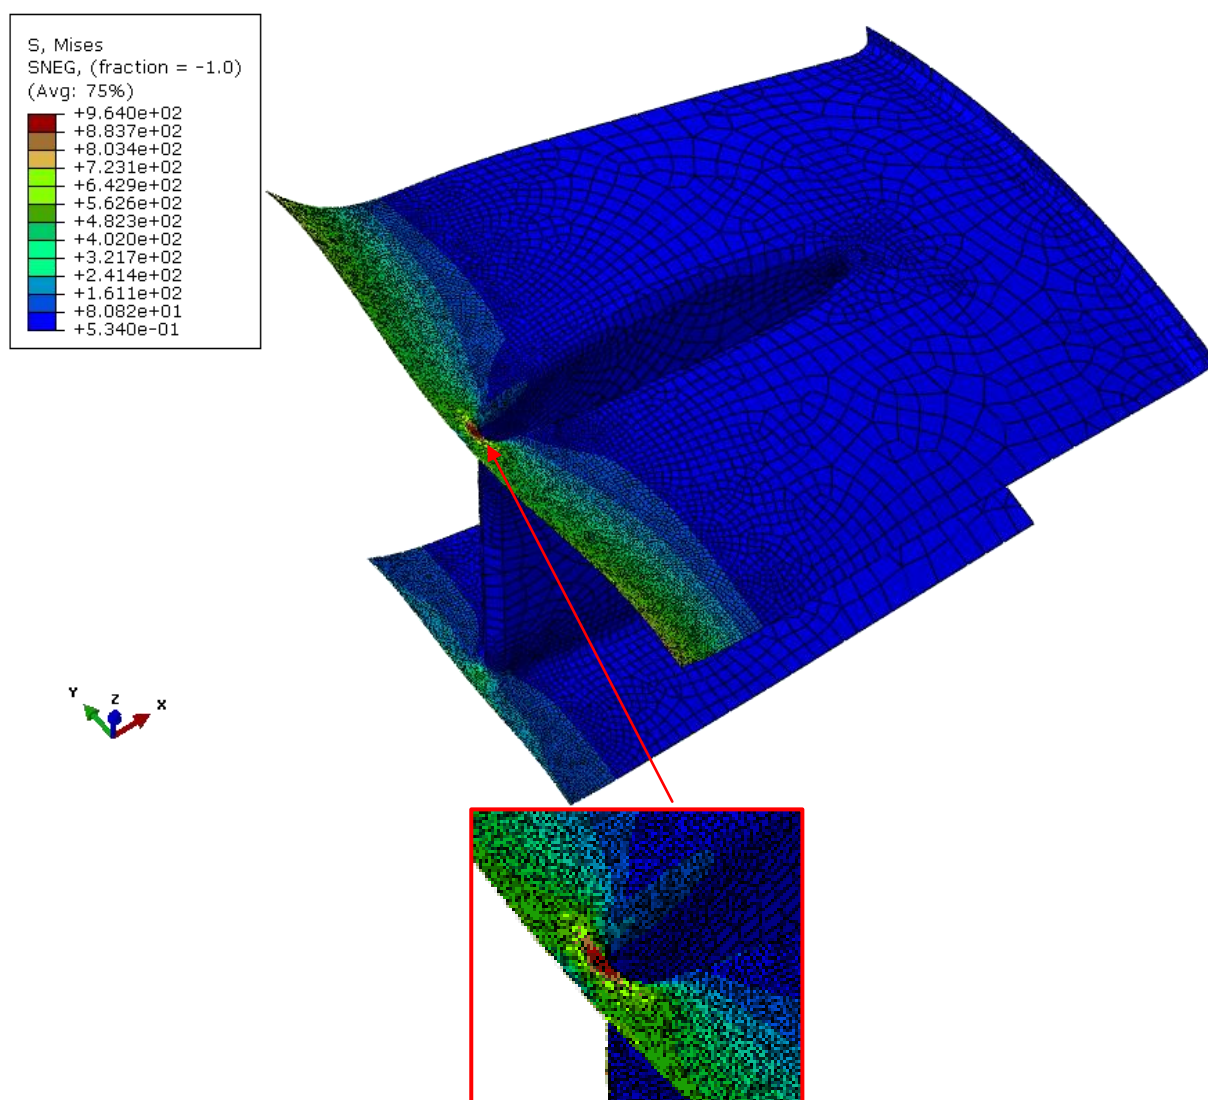 S, Mises
SNEG, (fraction = -1.0)
(Avg: 75%)
+9.640e+02
+8.837e+02
+8.034e+02
+7.231e+02
+6.429e+02
+5.626e+02
+4.823e+02
+4.020e+02
+3.217e+02
+2.414e+02
+1.611e+02
+8.082e+01
+5.340e-01
Y Z X